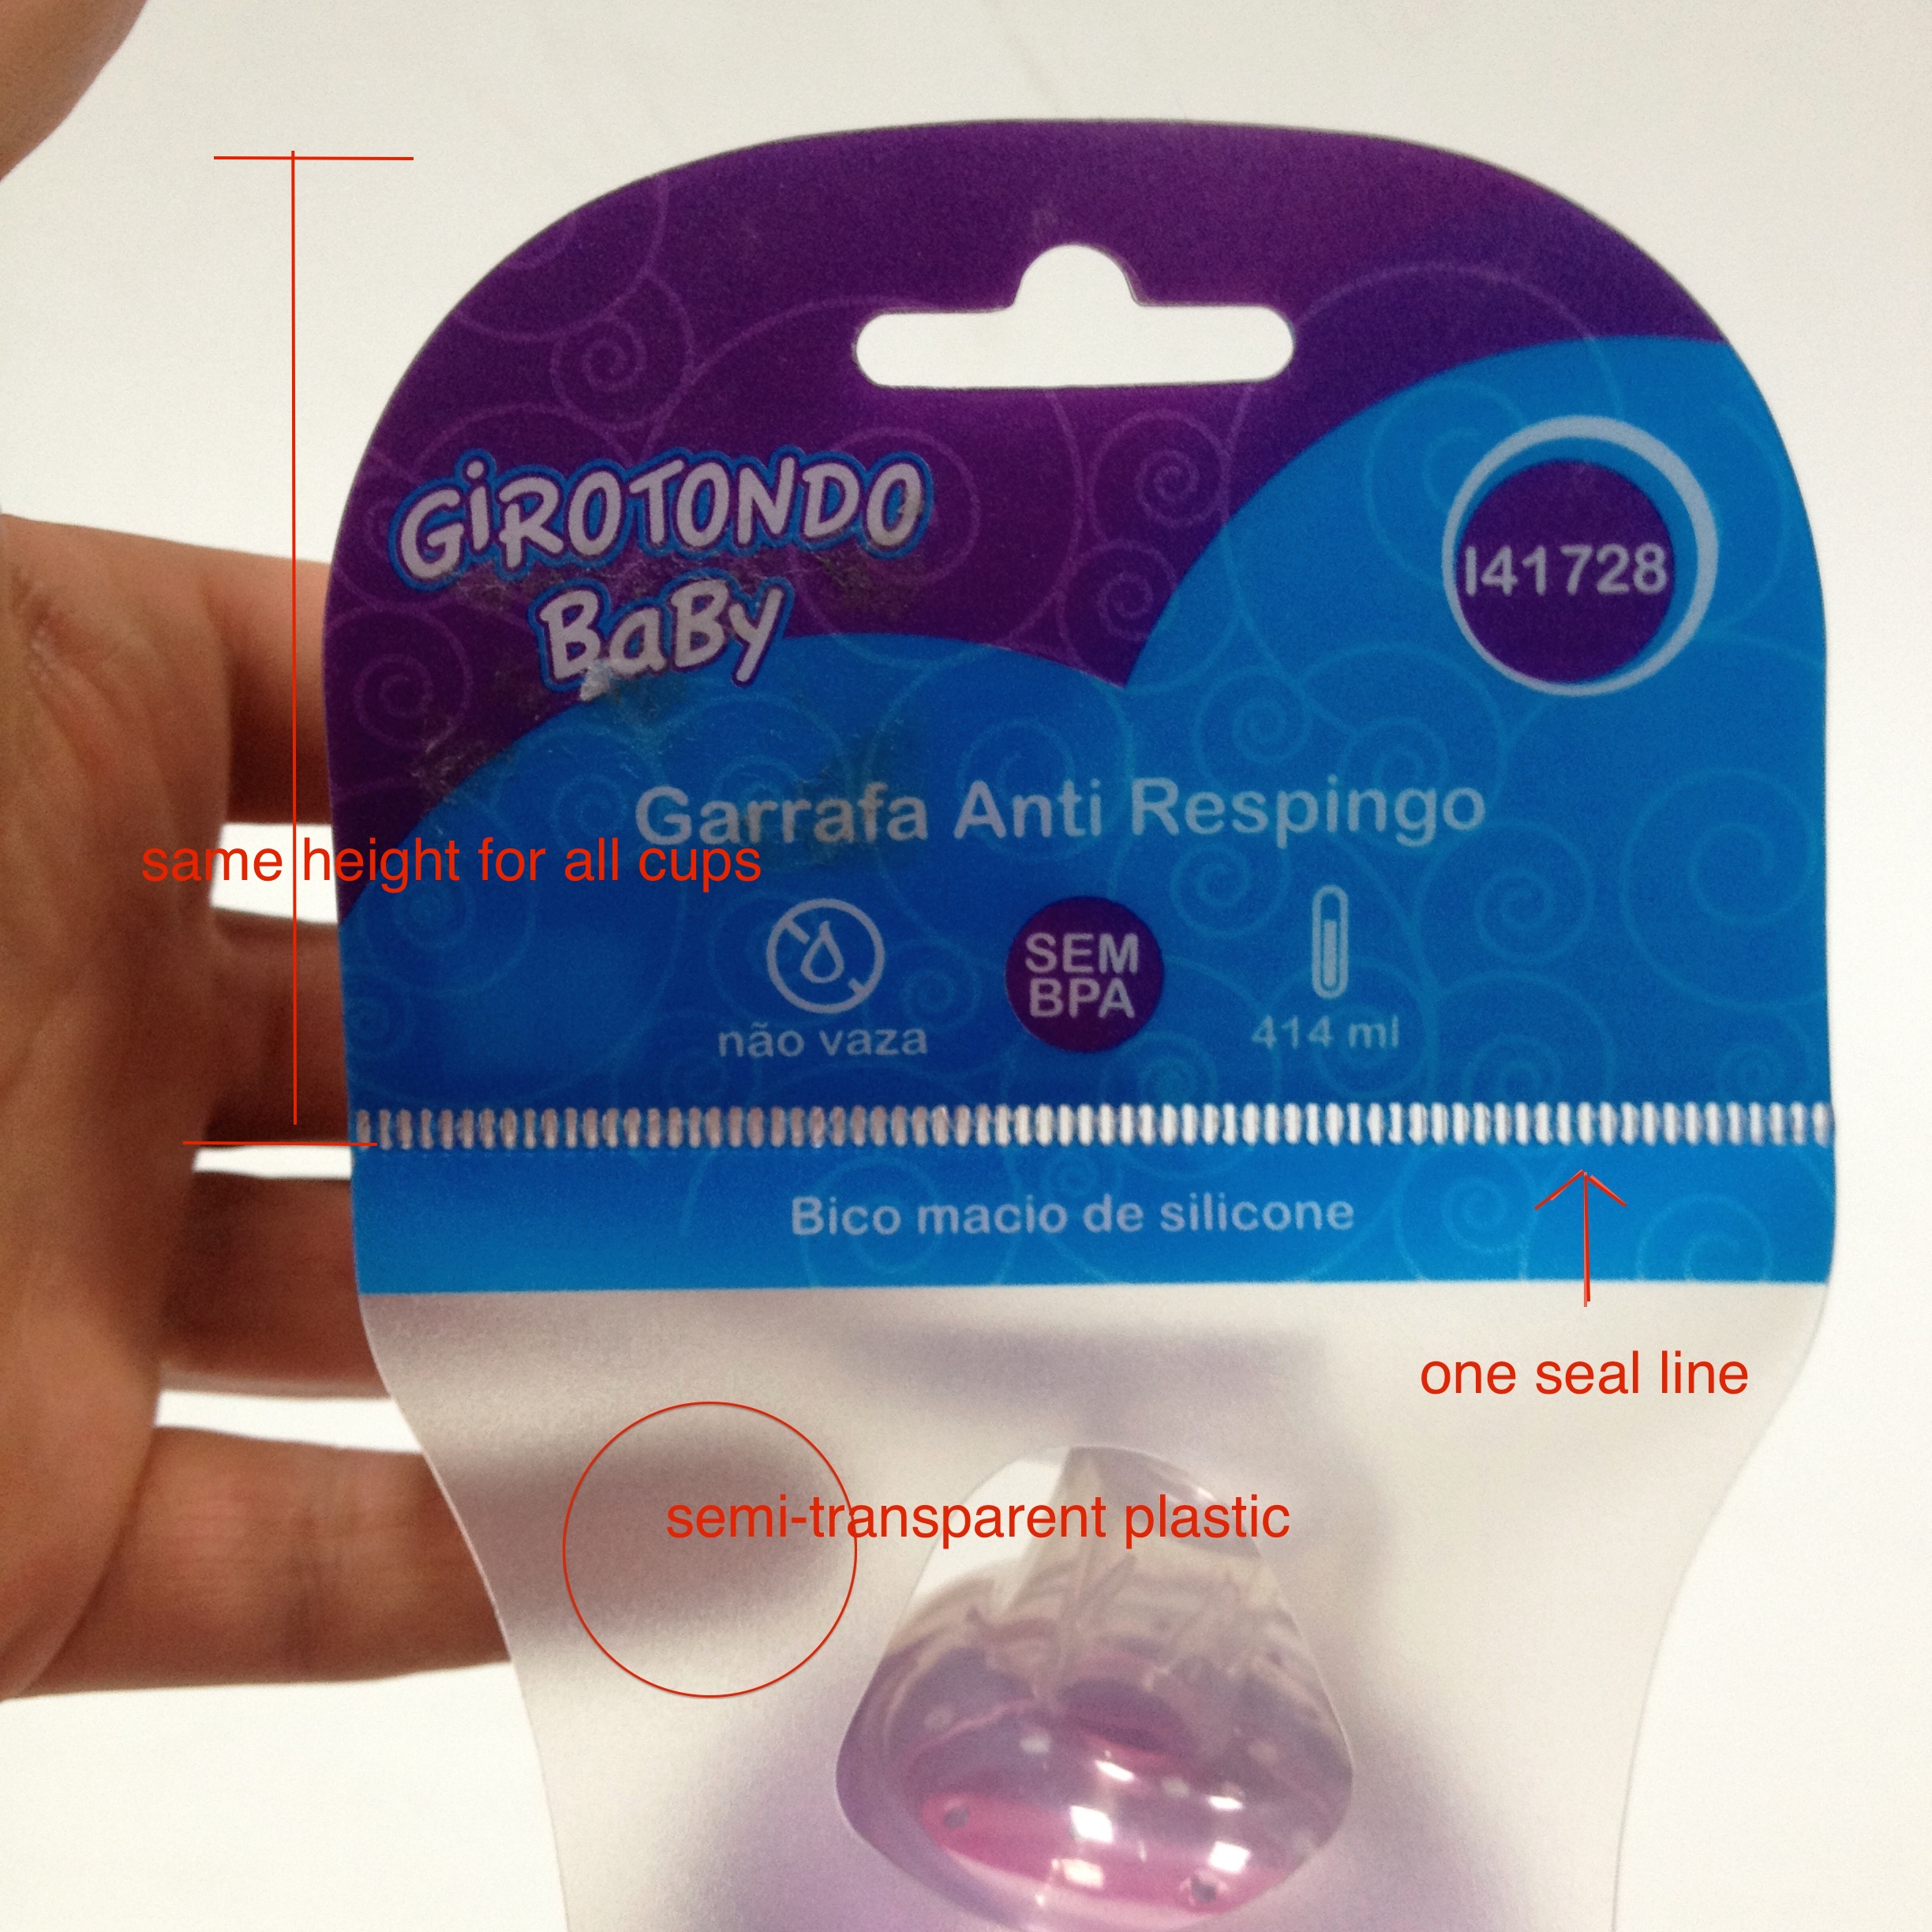 GiROTONDO
BaBy
I41728
Garrafa Anti Respingo
same height for all cups
SEM
BPA
não vaza
414 ml
Bico macio de silicone
one seal line
semi-transparent plastic